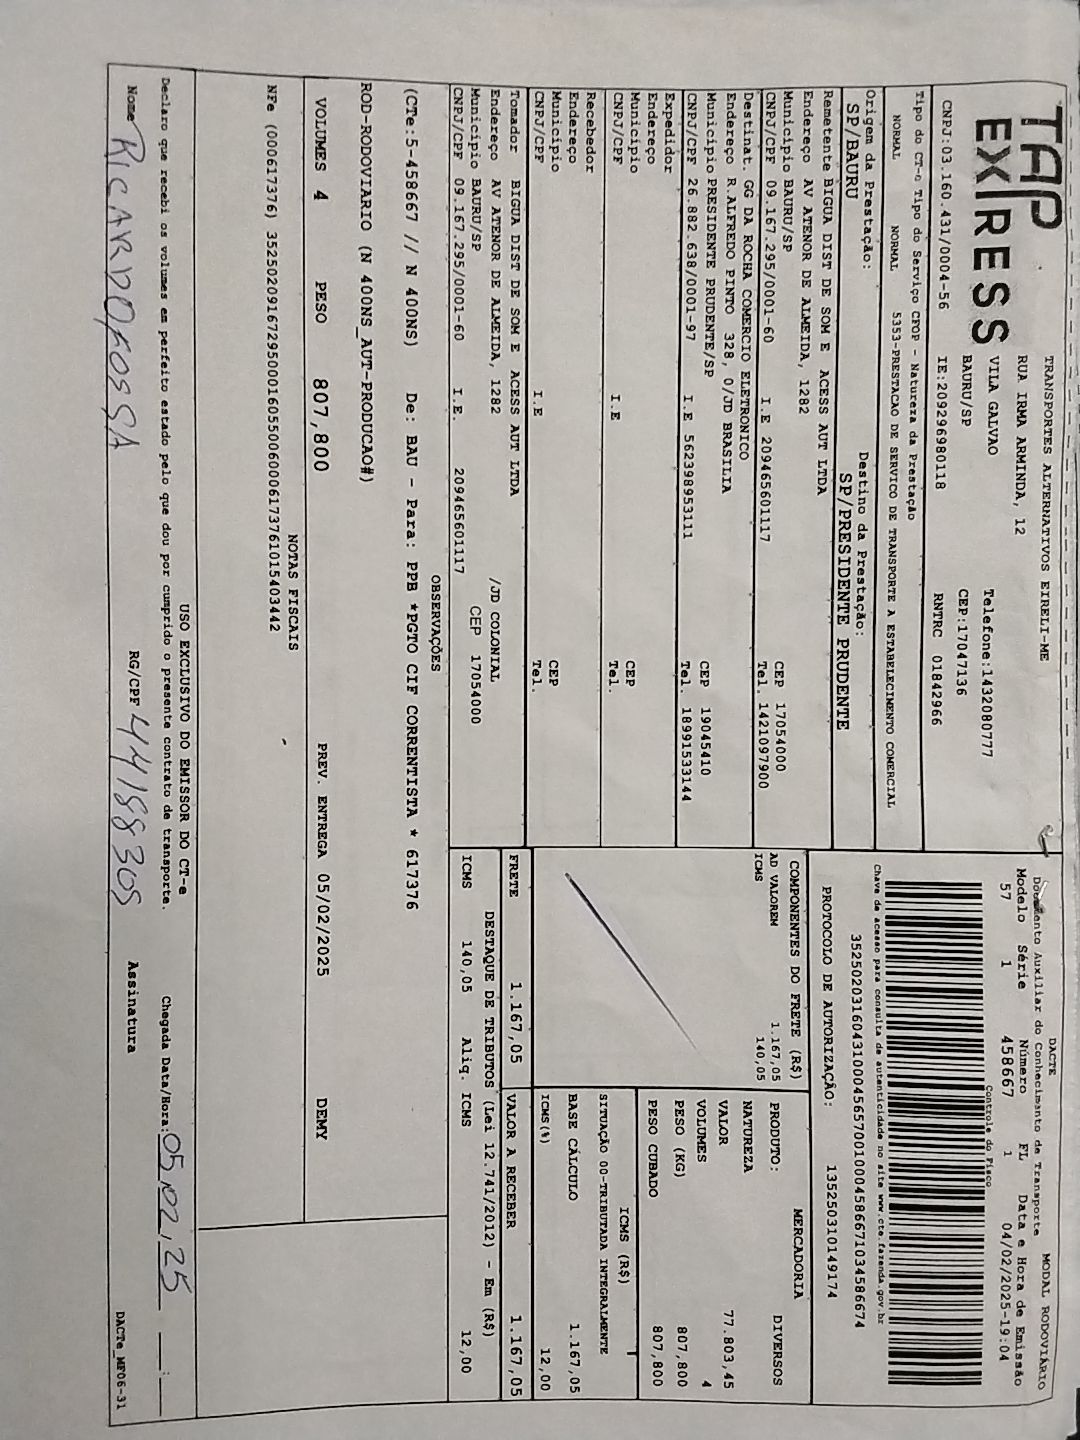 TAP
EXPRESS
TRANSPORTES ALTERNATIVOS EIRELI-ME
RUA IRMA ARMINDA, 12
VILA GALVAO
BAURU/SP
Telefone:1432080777
CEP:17047136
CNPJ:03.160.431/0004-56 IE:209296980118 RNTRC 01842966
Tipo do CT-e Tipo do Serviço CFOP - Natureza da Prestação
NORMAL NORMAL 5353-PRESTACAO DE SERVICO DE TRANSPORTE A ESTABELECIMENTO COMERCIAL
Origem da Prestação: Destino da Prestação:
SP/BAURU SP/PRESIDENTE PRUDENTE
Remetente BIGUA DIST DE SOM E ACESS AUT LTDA
Endereço AV ATENOR DE ALMEIDA, 1282
Municipio BAURU/SP CEP 17054000
CNPJ/CPF 09.167.295/0001-60 I.E 209465601117 Tel. 1421097900
Destinat. GG DA ROCHA COMERCIO ELETRONICO
Endereço R.ALFREDO PINTO 328, 0/JD BRASILIA
Municipio PRESIDENTE PRUDENTE/SP CEP 19045410
CNPJ/CPF 26.882.638/0001-97 I.E 562398953111 Tel. 18991533144
Expedidor
Endereço
Municipio CEP
CNPJ/CPF I.E Tel.
Recebedor
Endereço
Municipio CEP
CNPJ/CPF I.E Tel.
Tomador BIGUA DIST DE SOM E ACESS AUT LTDA
Endereço AV ATENOR DE ALMEIDA, 1282 /JD COLONIAL
Municipio BAURU/SP CEP 17054000
CNPJ/CPF 09.167.295/0001-60 I.E. 209465601117
DACTE MODAL RODOVIÁRIO
Documento Auxiliar do Conhecimento de Transporte
Modelo Série Número FL Data e Hora de Emissão
57 1 458667 1 04/02/2025-19:04
Controle do Fisco
Chave de acesso para consulta de autenticidade no site www.cte.fazenda.gov.br
35250203160431000456570010004586671034586674
PROTOCOLO DE AUTORIZAÇÃO: 135250310149174
COMPONENTES DO FRETE (R$)
AD VALOREM 1.167,05
ICMS 140,05
MERCADORIA
PRODUTO: DIVERSOS
NATUREZA
VALOR 77.803,45
VOLUMES 4
PESO (KG) 807,800
PESO CUBADO 807,800
ICMS (R$)
SITUAÇÃO 00-TRIBUTADA INTEGRALMENTE
BASE CÁLCULO 1.167,05
ICMS(%) 12,00
FRETE 1.167,05 VALOR A RECEBER 1.167,05
DESTAQUE DE TRIBUTOS (Lei 12.741/2012) - Em (R$)
ICMS 140,05 Aliq. ICMS 12,00
OBSERVAÇÕES
(CTe:5-458667 // N 400NS) De: BAU - Para: PPB *PGTO CIF CORRENTISTA * 617376
ROD-RODOVIARIO (N 400NS_AUT-PRODUCAO#)
VOLUMES 4 PESO 807,800 PREV. ENTREGA 05/02/2025 DEMY
NOTAS FISCAIS
NFe (000617376) 35250209167295000160550060006173761015403442
USO EXCLUSIVO DO EMISSOR DO CT-e
Declaro que recebi os volumes em perfeito estado pelo que dou por cumprido o presente contrato de transporte. Chegada Data/Hora: 05,02,25 :
Nome RICARDO KOSSA RG/CPF 44188305 Assinatura
DACTe_MF06-31